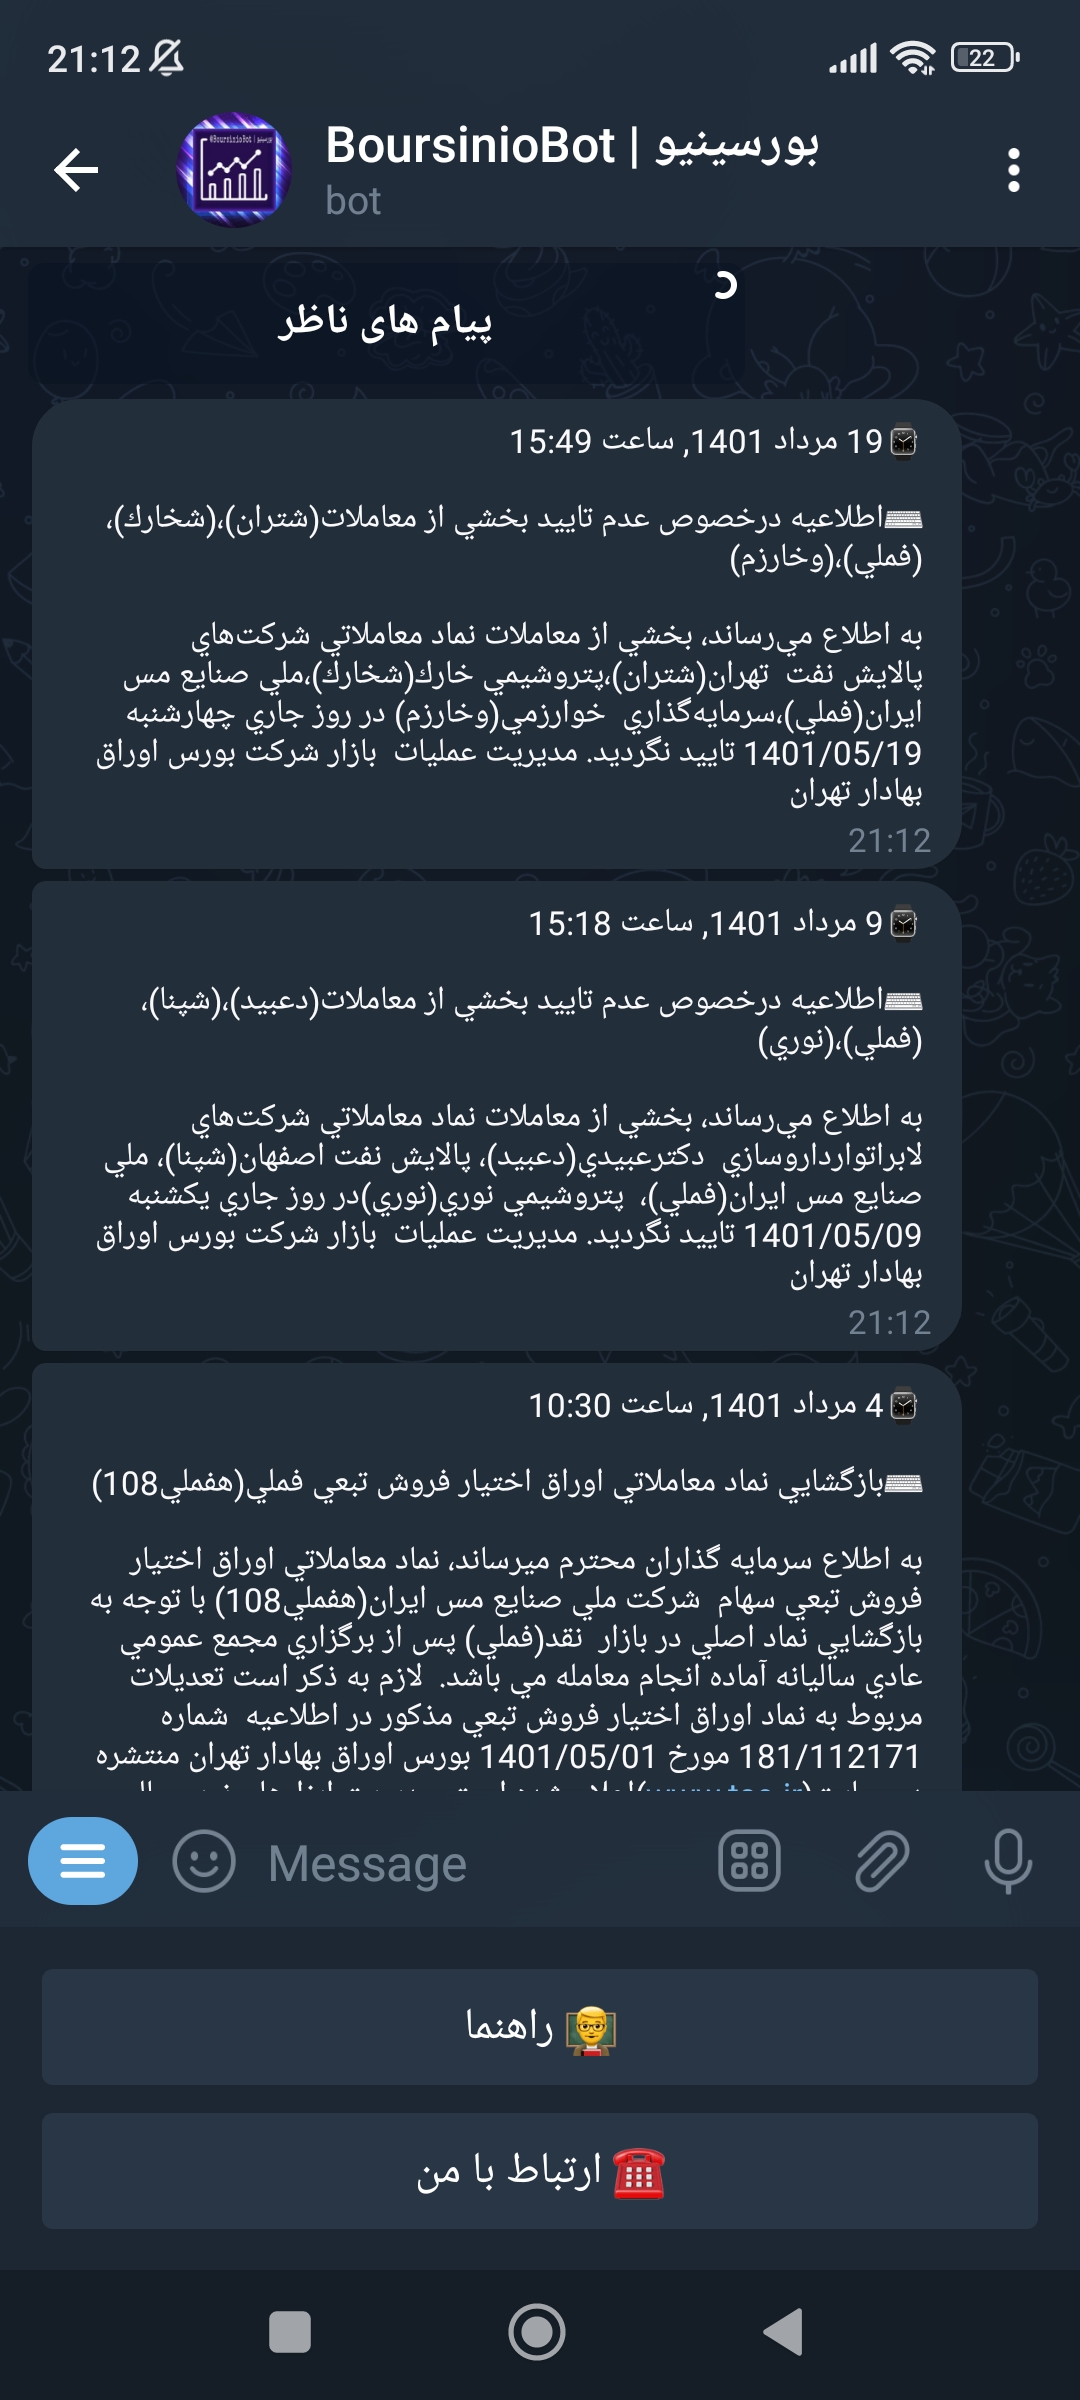 21:12
22
BoursinioBot | بورسینیو
bot
پیام های ناظر
19 مرداد 1401, ساعت 15:49
اطلاعيه درخصوص عدم تاييد بخشي از معاملات(شتران)،(شخارك)،
(فملي)،(وخارزم)
به اطلاع مي‌رساند، بخشي از معاملات نماد معاملاتي شركت‌هاي
پالايش نفت  تهران(شتران)،پتروشيمي خارك(شخارك)،ملي صنايع مس
ايران(فملي)،سرمايه‌گذاري  خوارزمي(وخارزم) در روز جاري چهارشنبه
1401/05/19 تاييد نگرديد. مديريت عمليات  بازار شركت بورس اوراق
بهادار تهران
21:12
9 مرداد 1401, ساعت 15:18
اطلاعيه درخصوص عدم تاييد بخشي از معاملات(دعبيد)،(شپنا)،
(فملي)،(نوري)
به اطلاع مي‌رساند، بخشي از معاملات نماد معاملاتي شركت‌هاي
لابراتوارداروسازي  دكترعبيدي(دعبيد)، پالايش نفت اصفهان(شپنا)، ملي
صنايع مس ايران(فملي)،  پتروشيمي نوري(نوري)در روز جاري يكشنبه
1401/05/09 تاييد نگرديد. مديريت عمليات  بازار شركت بورس اوراق
بهادار تهران
21:12
4 مرداد 1401, ساعت 10:30
بازگشايي نماد معاملاتي اوراق اختيار فروش تبعي فملي(هفملي108)
به اطلاع سرمايه گذاران محترم ميرساند، نماد معاملاتي اوراق اختيار
فروش تبعي سهام  شركت ملي صنايع مس ايران(هفملي108) با توجه به
بازگشايي نماد اصلي در بازار  نقد(فملي) پس از برگزاري مجمع عمومي
عادي ساليانه آماده انجام معامله مي باشد.  لازم به ذكر است تعديلات
مربوط به نماد اوراق اختيار فروش تبعي مذكور در اطلاعيه  شماره
181/112171 مورخ 1401/05/01 بورس اوراق بهادار تهران منتشره
Message
راهنما
ارتباط با من